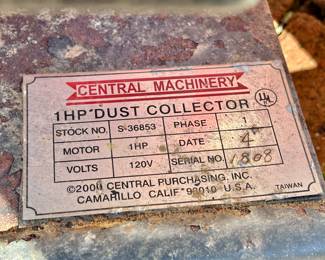 CENTRAL MACHINERY
1HP DUST COLLECTOR
STOCK NO. S-36853 PHASE 1
MOTOR 1HP DATE 4
VOLTS 120V SERIAL NO. 1808
©2000 CENTRAL PURCHASING, INC.
CAMARILLO CALIF 93010 U.S.A.
TAIWAN